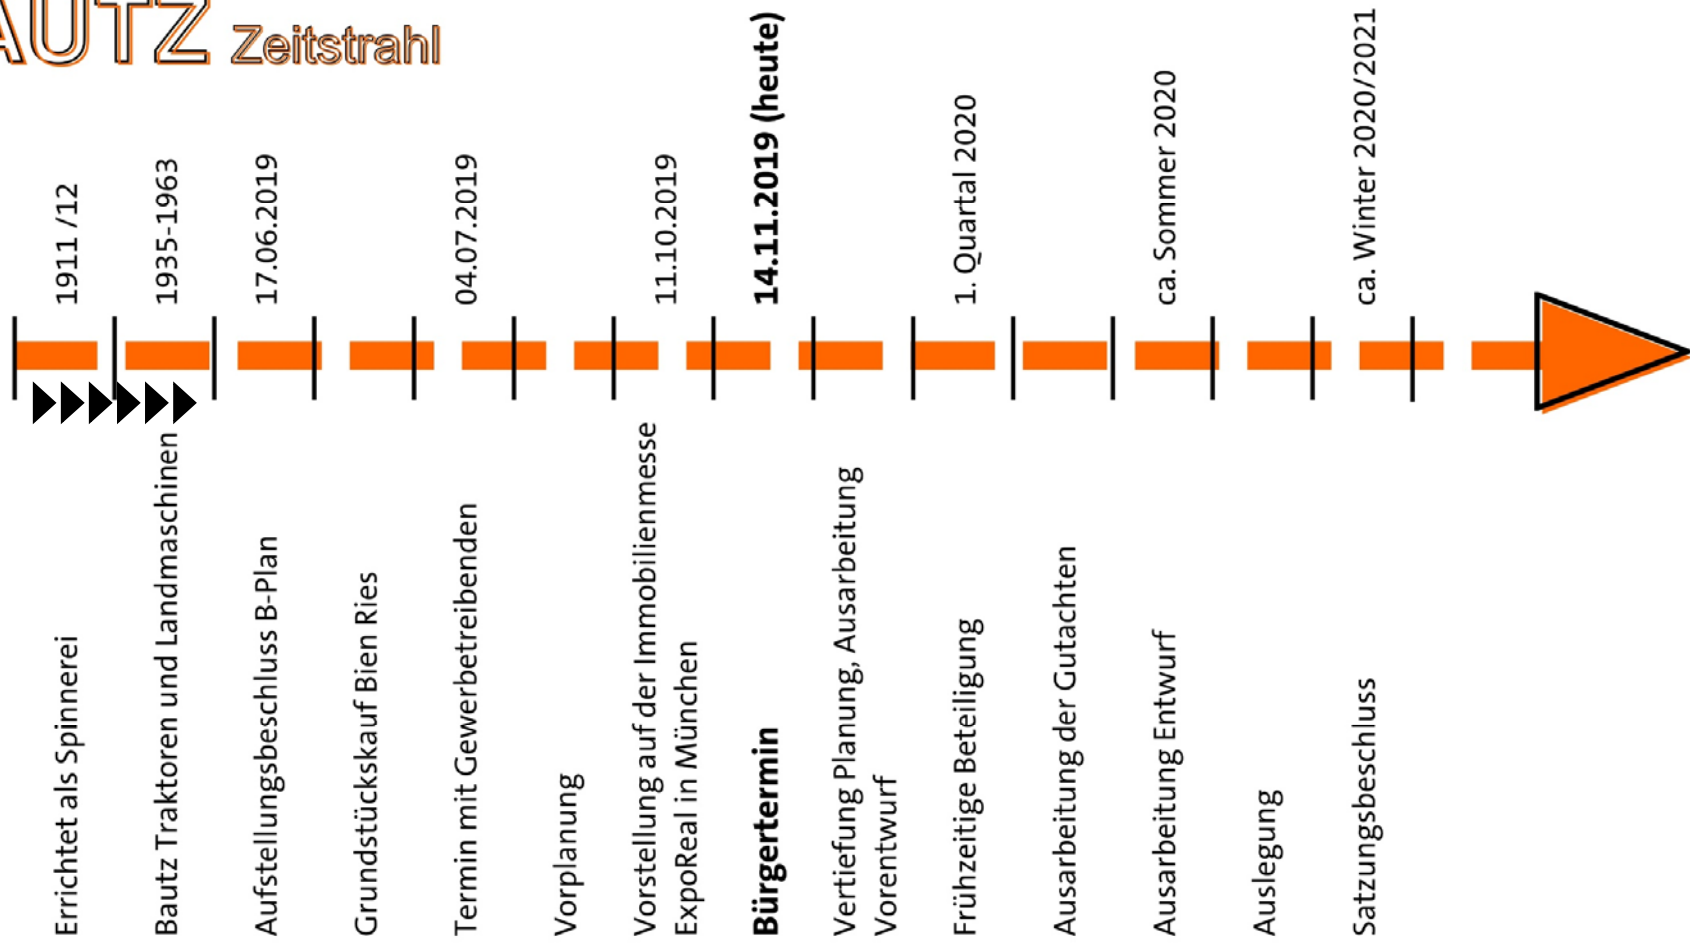 AUTZ Zeitstrahl
1911 /12
1935-1963
17.06.2019
04.07.2019
11.10.2019
14.11.2019 (heute)
1. Quartal 2020
ca. Sommer 2020
ca. Winter 2020/2021
Errichtet als Spinnerei
Bautz Traktoren und Landmaschinen
Aufstellungsbeschluss B-Plan
Grundstückskauf Bien Ries
Termin mit Gewerbetreibenden
Vorplanung
Vorstellung auf der Immobilienmesse
ExpoReal in München
Bürgertermin
Vertiefung Planung, Ausarbeitung
Vorentwurf
Frühzeitige Beteiligung
Ausarbeitung der Gutachten
Ausarbeitung Entwurf
Auslegung
Satzungsbeschluss